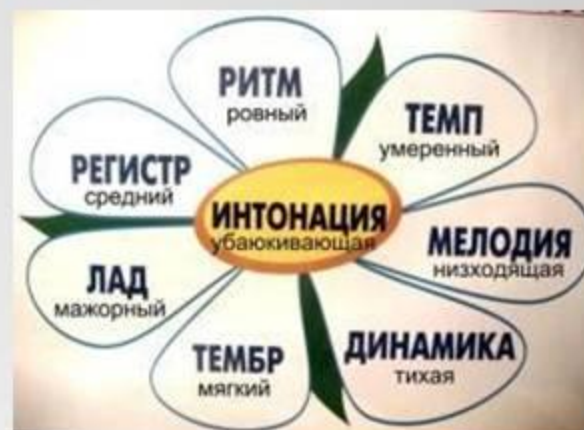 РИТМ
ровный
ТЕМП
умеренный
РЕГИСТР
средний
ИНТОНАЦИЯ
убаюкивающая
МЕЛОДИЯ
низходящая
ЛАД
мажорный
ТЕМБР
мягкий
ДИНАМИКА
тихая